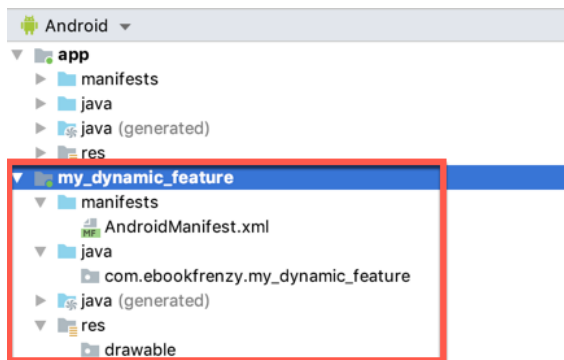 Android
app
manifests
java
java (generated)
res
my_dynamic_feature
manifests
MF AndroidManifest.xml
java
com.ebookfrenzy.my_dynamic_feature
java (generated)
res
drawable